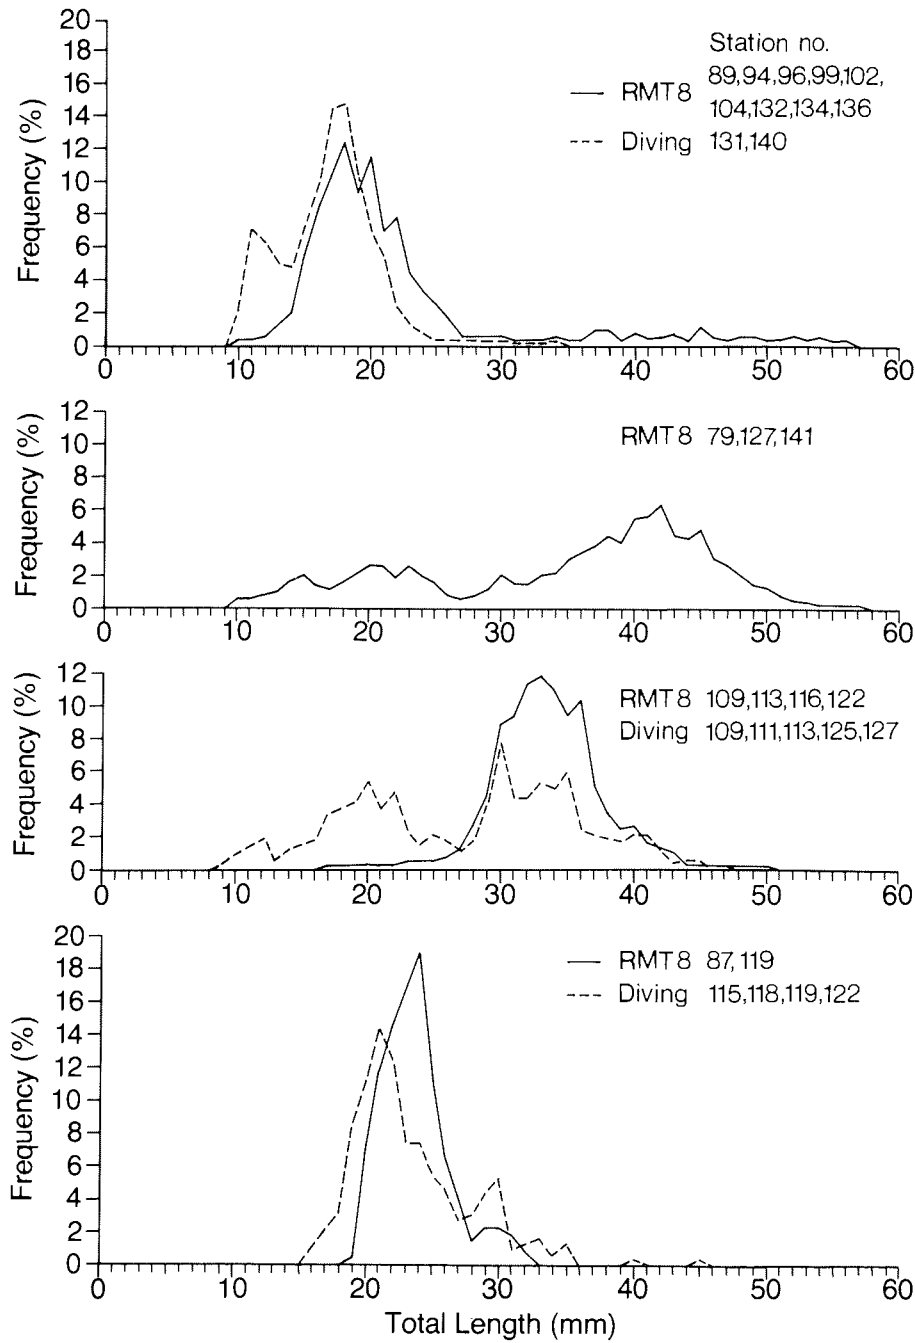 Station no.
RMT8 89,94,96,99,102,
104,132,134,136
Diving 131,140
Frequency (%)
20
18
16
14
12
10
8
6
4
2
0
0 10 20 30 40 50 60
RMT8 79,127,141
Frequency (%)
12
10
8
6
4
2
0
0 10 20 30 40 50 60
RMT8 109,113,116,122
Diving 109,111,113,125,127
Frequency (%)
12
10
8
6
4
2
0
0 10 20 30 40 50 60
RMT8 87,119
Diving 115,118,119,122
Frequency (%)
20
18
16
14
12
10
8
6
4
2
0
0 10 20 30 40 50 60
Total Length (mm)